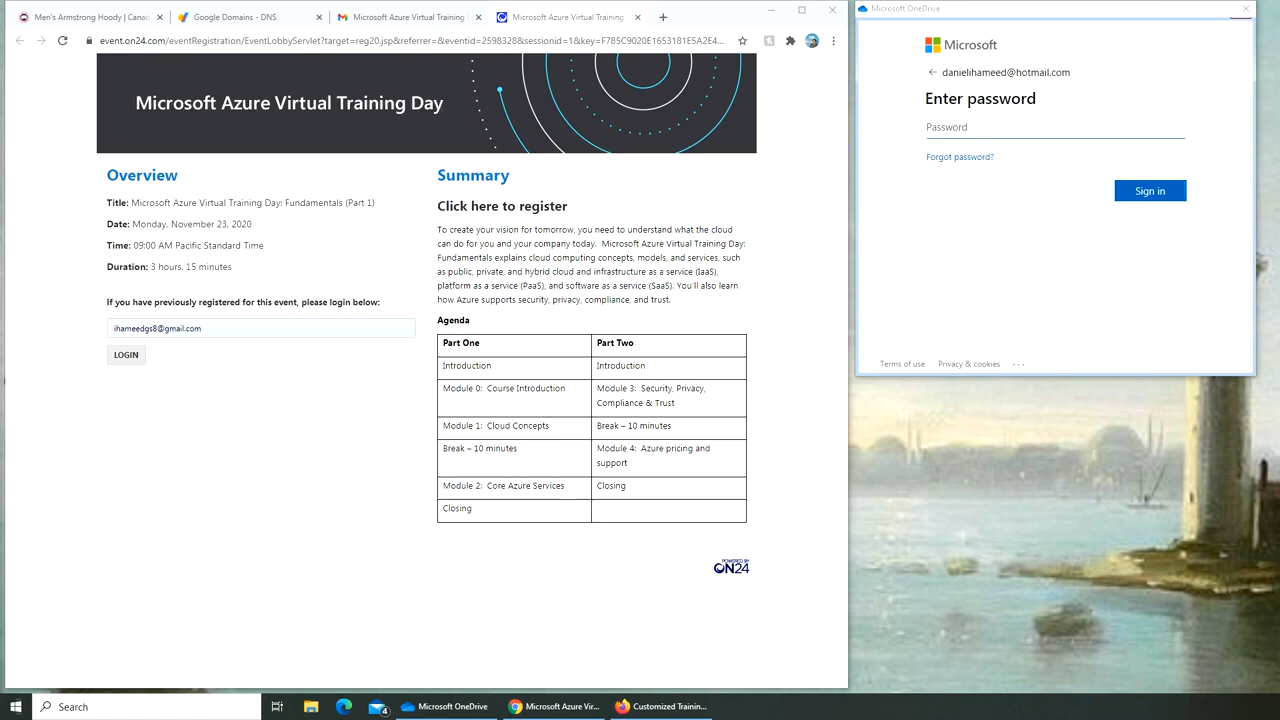 Men's Armstrong Hoody | Canad
Google Domains - DNS
Microsoft Azure Virtual Training
Microsoft Azure Virtual Training
event.on24.com/eventRegistration/EventLobbyServlet?target=reg20.jsp&referrer=&eventid=2598328&sessionid=1&key=F785C9020E1653181E5A2E4...
Microsoft Azure Virtual Training Day
Overview
Title: Microsoft Azure Virtual Training Day: Fundamentals (Part 1)
Date: Monday, November 23, 2020
Time: 09:00 AM Pacific Standard Time
Duration: 3 hours, 15 minutes
If you have previously registered for this event, please login below:
ihameedgs8@gmail.com
LOGIN
Summary
Click here to register
To create your vision for tomorrow, you need to understand what the cloud
can do for you and your company today. Microsoft Azure Virtual Training Day:
Fundamentals explains cloud computing concepts, models, and services, such
as public, private, and hybrid cloud and infrastructure as a service (IaaS),
platform as a service (PaaS), and software as a service (SaaS). You'll also learn
how Azure supports security, privacy, compliance, and trust.
Agenda
Part One
Part Two
Introduction
Introduction
Module 0: Course Introduction
Module 3: Security, Privacy,
Compliance & Trust
Module 1: Cloud Concepts
Break – 10 minutes
Break – 10 minutes
Module 4: Azure pricing and
support
Module 2: Core Azure Services
Closing
Closing
POWERED BY
ON24
Microsoft OneDrive
Microsoft
danielihameed@hotmail.com
Enter password
Password
Forgot password?
Sign in
Terms of use
Privacy & cookies
...
Search
4
Microsoft OneDrive
Microsoft Azure Vir...
Customized Trainin...